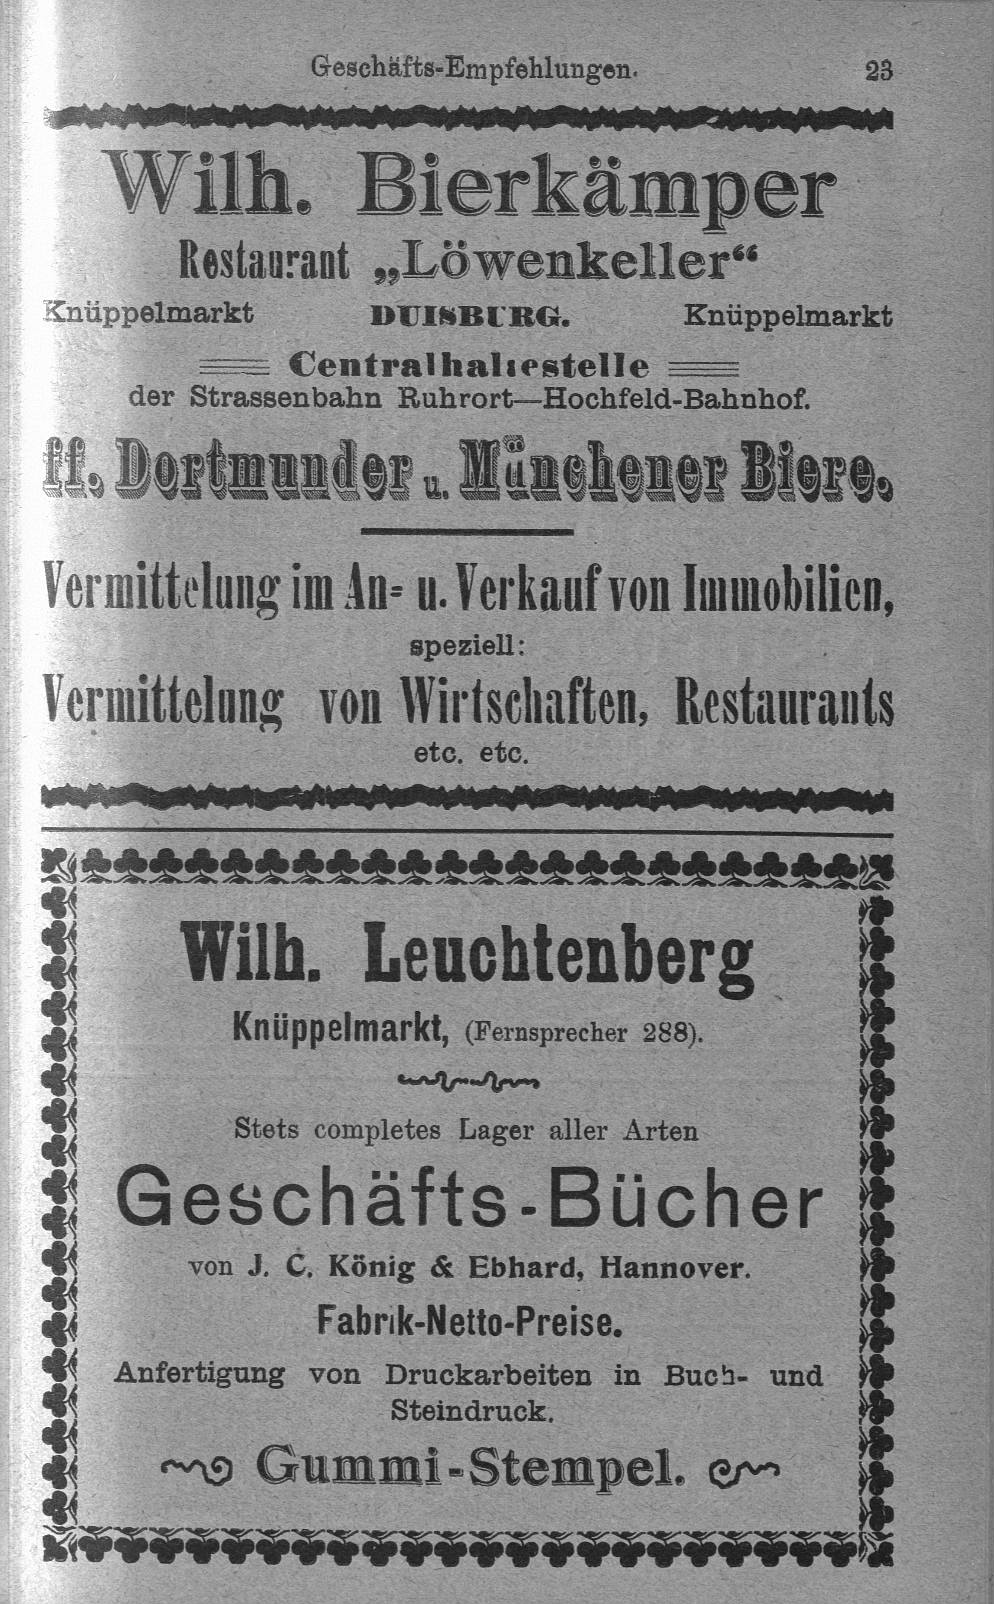 Geschäfts-Empfehlungen. 23
Wilh. Bierkämper
Restaurant „Löwenkeller“
Knüppelmarkt DUISBURG. Knüppelmarkt
Centralhaltestelle
der Strassenbahn Ruhrort—Hochfeld-Bahnhof.
ff. Dortmunder u. Münchener Biere.
Vermittelung im An- u. Verkauf von Immobilien,
speziell:
Vermittelung von Wirtschaften, Restaurants
etc. etc.
Wilh. Leuchtenberg
Knüppelmarkt, (Fernsprecher 288).
Stets completes Lager aller Arten
Geschäfts-Bücher
von J. C. König & Ebhard, Hannover.
Fabrik-Netto-Preise.
Anfertigung von Druckarbeiten in Buch- und
Steindruck.
Gummi-Stempel.